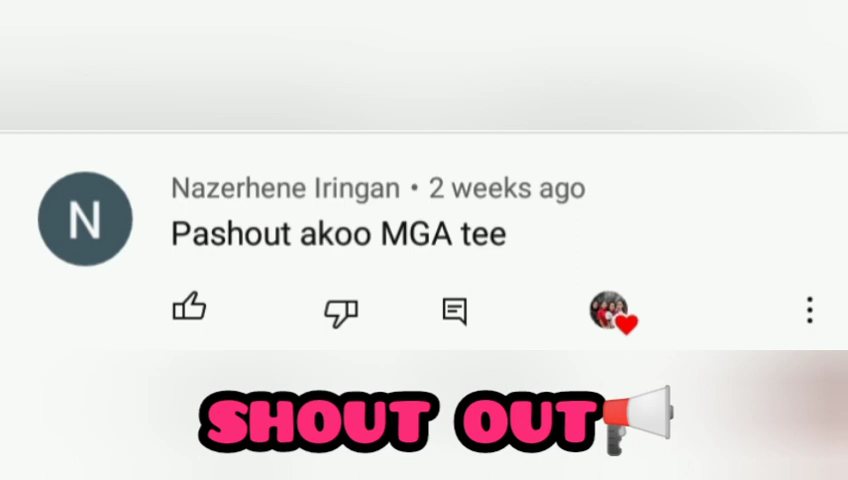 N
Nazerhene Iringan • 2 weeks ago
Pashout akoo MGA tee
SHOUT OUT